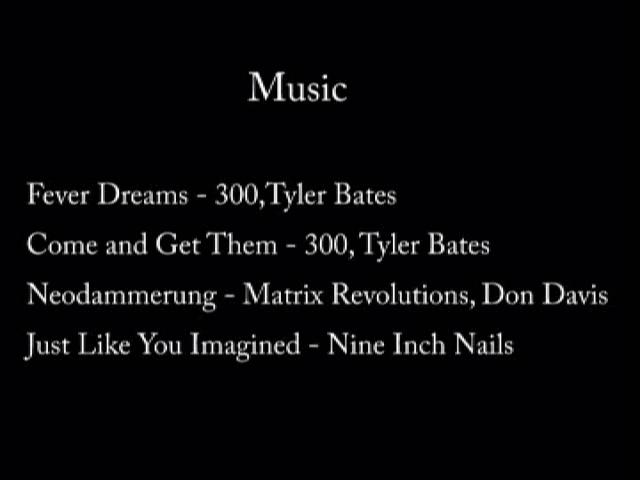 Music
Fever Dreams - 300,Tyler Bates
Come and Get Them - 300, Tyler Bates
Neodammerung - Matrix Revolutions, Don Davis
Just Like You Imagined - Nine Inch Nails